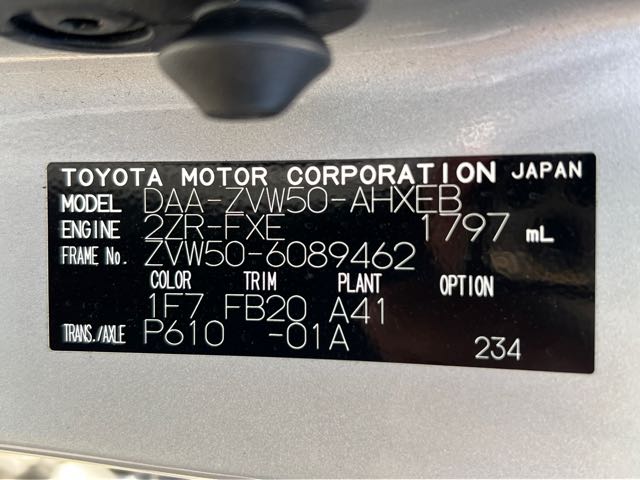 TOYOTA MOTOR CORPORATION JAPAN
MODEL DAA-ZVW50-AHXEB
ENGINE 2ZR-FXE 1797 mL
FRAME No. ZVW50-6089462
COLOR TRIM PLANT OPTION
1F7 FB20 A41
TRANS./AXLE P610 -01A 234